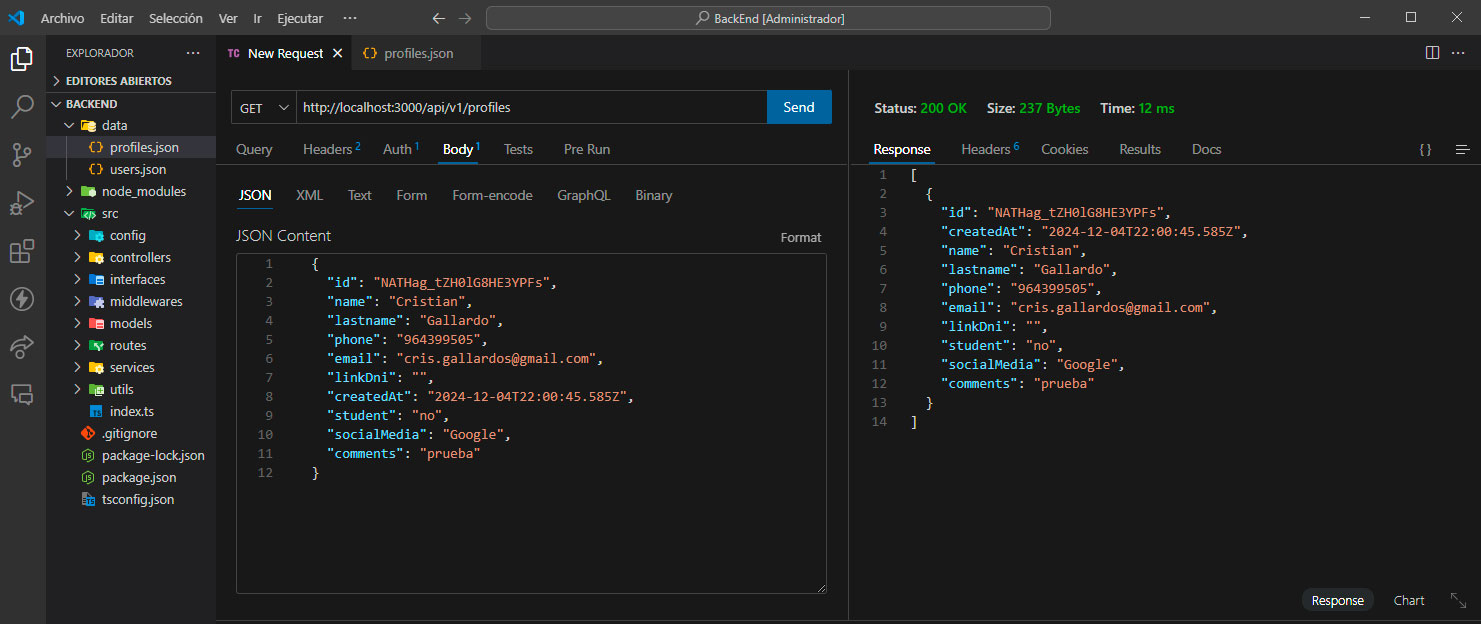 Archivo Editar Selección Ver Ir Ejecutar ··· BackEnd [Administrador]
EXPLORADOR ···
EDITORES ABIERTOS
BACKEND
data
profiles.json
users.json
node_modules
src
config
controllers
interfaces
middlewares
models
routes
services
utils
index.ts
.gitignore
package-lock.json
package.json
tsconfig.json
TC New Request profiles.json
GET http://localhost:3000/api/v1/profiles Send
Query Headers 2 Auth 1 Body 1 Tests Pre Run
JSON XML Text Form Form-encode GraphQL Binary
JSON Content Format
1 {
2 "id": "NATHag_tZH0lG8HE3YPFs",
3 "name": "Cristian",
4 "lastname": "Gallardo",
5 "phone": "964399505",
6 "email": "cris.gallardos@gmail.com",
7 "linkDni": "",
8 "createdAt": "2024-12-04T22:00:45.585Z",
9 "student": "no",
10 "socialMedia": "Google",
11 "comments": "prueba"
12 }
Status: 200 OK Size: 237 Bytes Time: 12 ms
Response Headers 6 Cookies Results Docs {}
1 [
2 {
3 "id": "NATHag_tZH0lG8HE3YPFs",
4 "createdAt": "2024-12-04T22:00:45.585Z",
5 "name": "Cristian",
6 "lastname": "Gallardo",
7 "phone": "964399505",
8 "email": "cris.gallardos@gmail.com",
9 "linkDni": "",
10 "student": "no",
11 "socialMedia": "Google",
12 "comments": "prueba"
13 }
14 ]
Response Chart